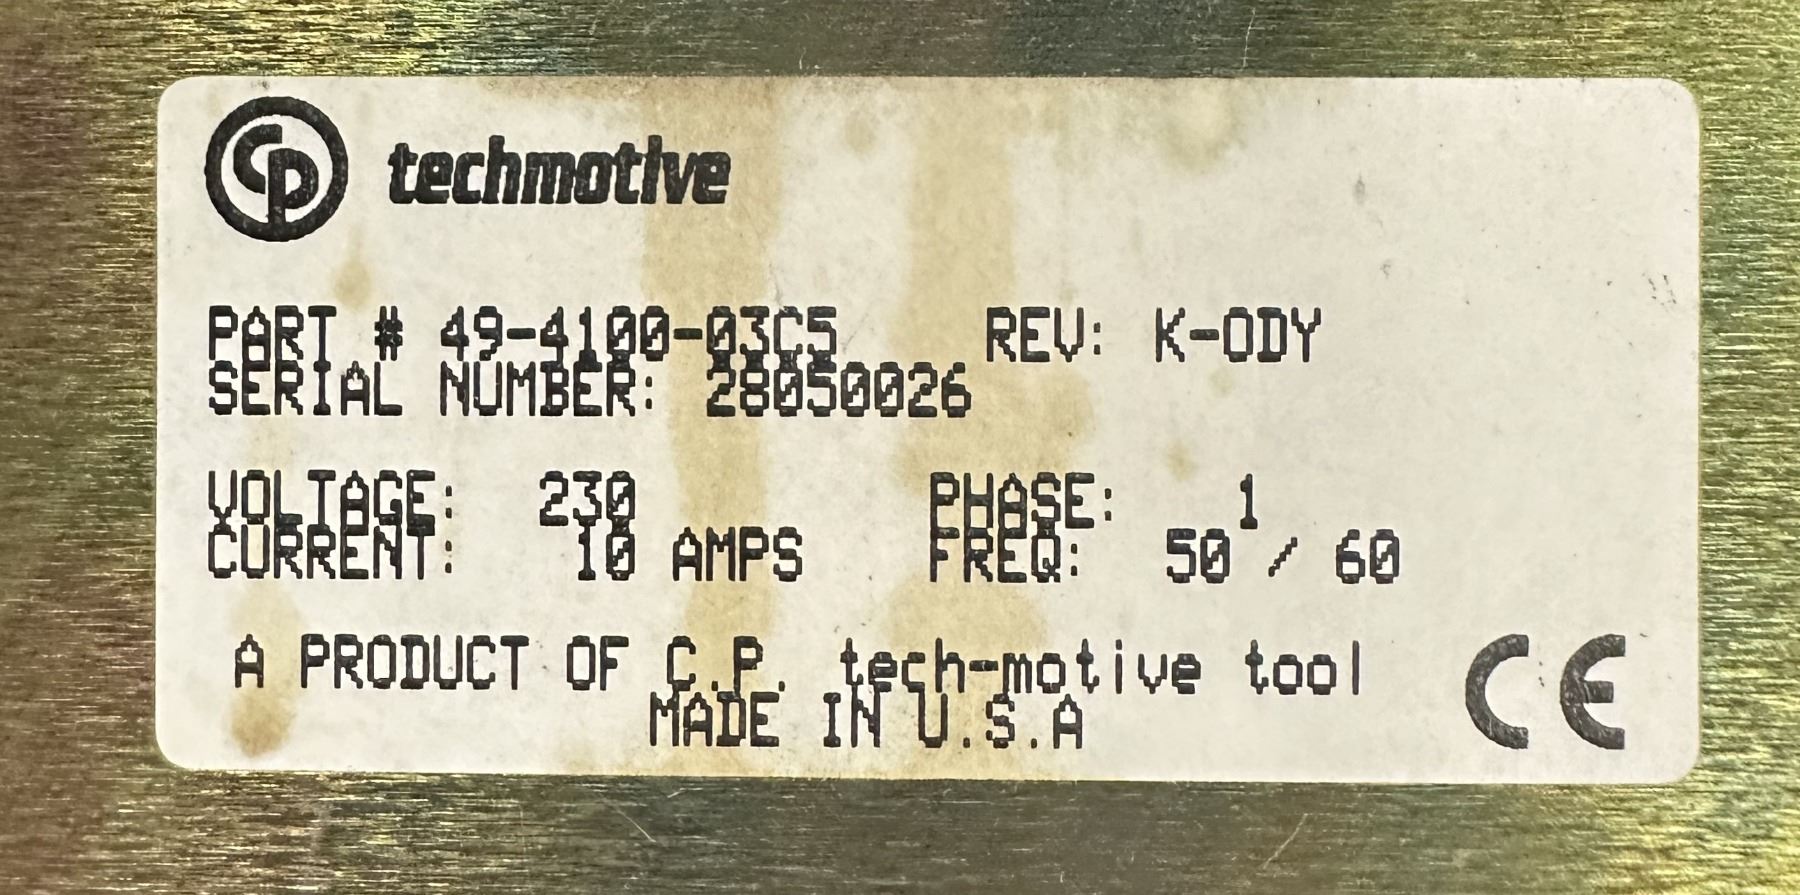 CP techmotive
PART # 49-4100-03C5 REV: K-ODY
SERIAL NUMBER: 28050026
VOLTAGE: 230 PHASE: 1
CURRENT: 10 AMPS FREQ: 50 / 60
A PRODUCT OF C.P. tech-motive tool
MADE IN U.S.A
CE